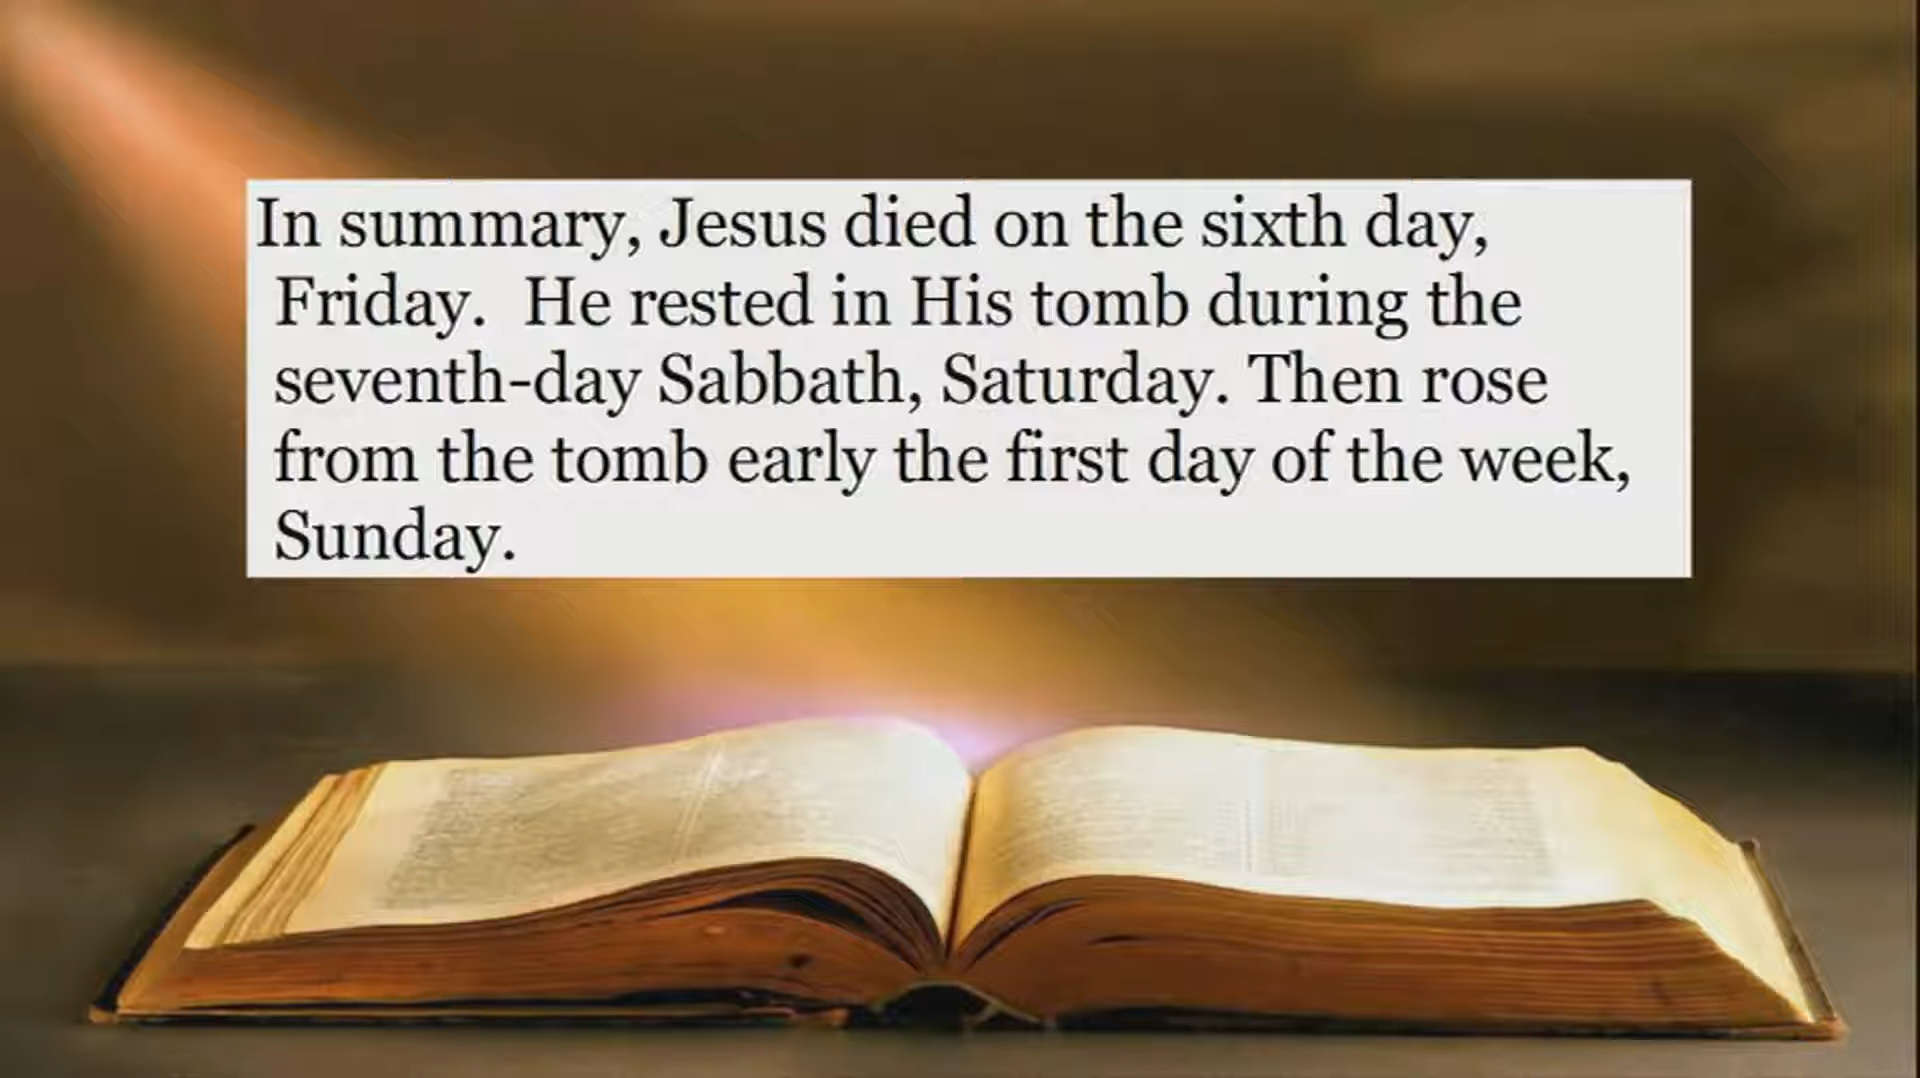 In summary, Jesus died on the sixth day,
Friday.  He rested in His tomb during the
seventh-day Sabbath, Saturday. Then rose
from the tomb early the first day of the week,
Sunday.